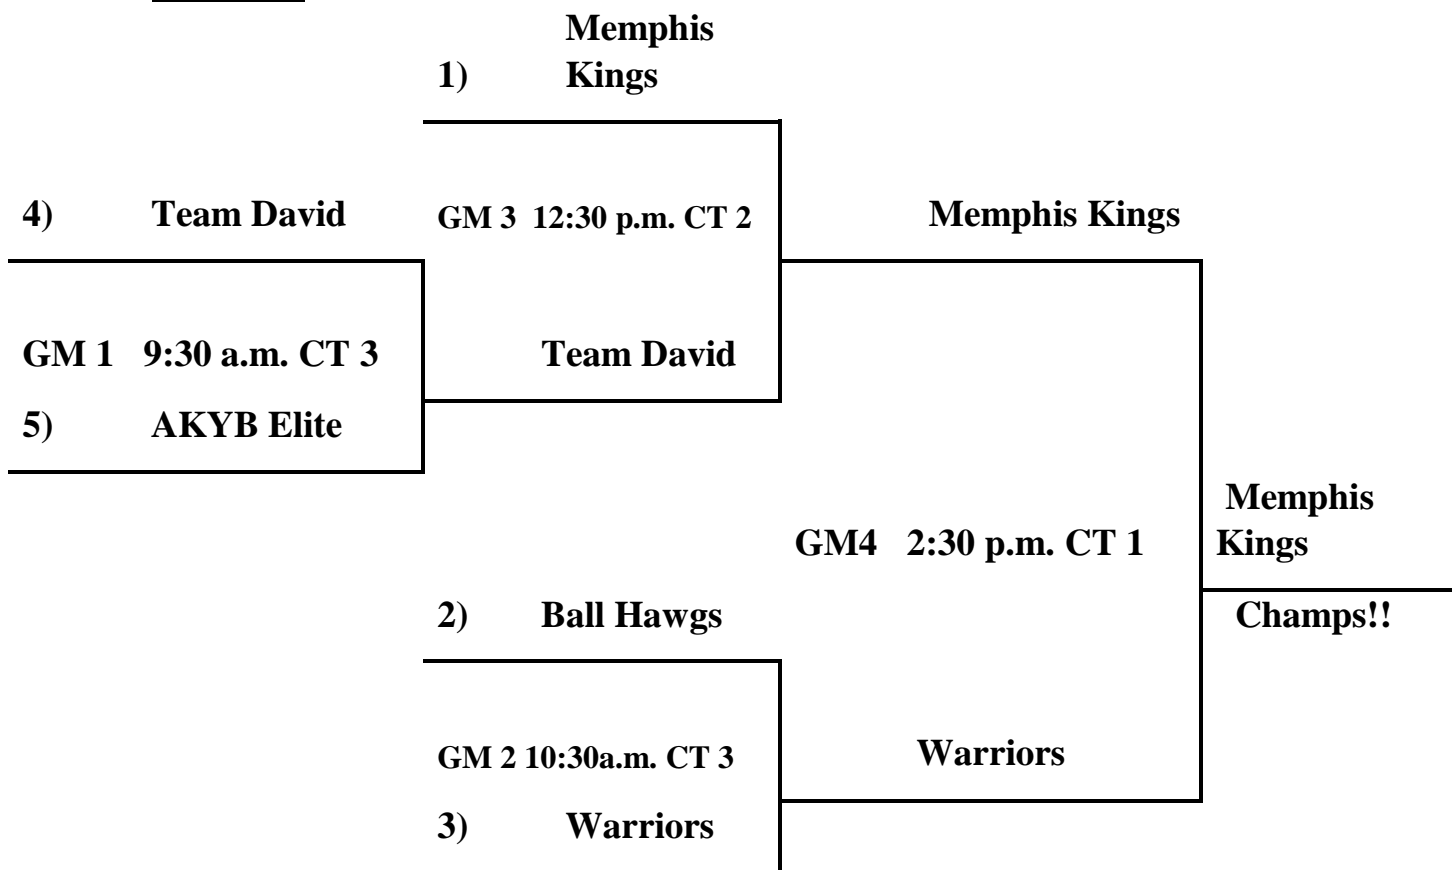 Memphis
1) Kings
4) Team David GM 3 12:30 p.m. CT 2 Memphis Kings
GM 1 9:30 a.m. CT 3 Team David
5) AKYB Elite
Memphis
GM4 2:30 p.m. CT 1 Kings
2) Ball Hawgs Champs!!
GM 2 10:30a.m. CT 3 Warriors
3) Warriors